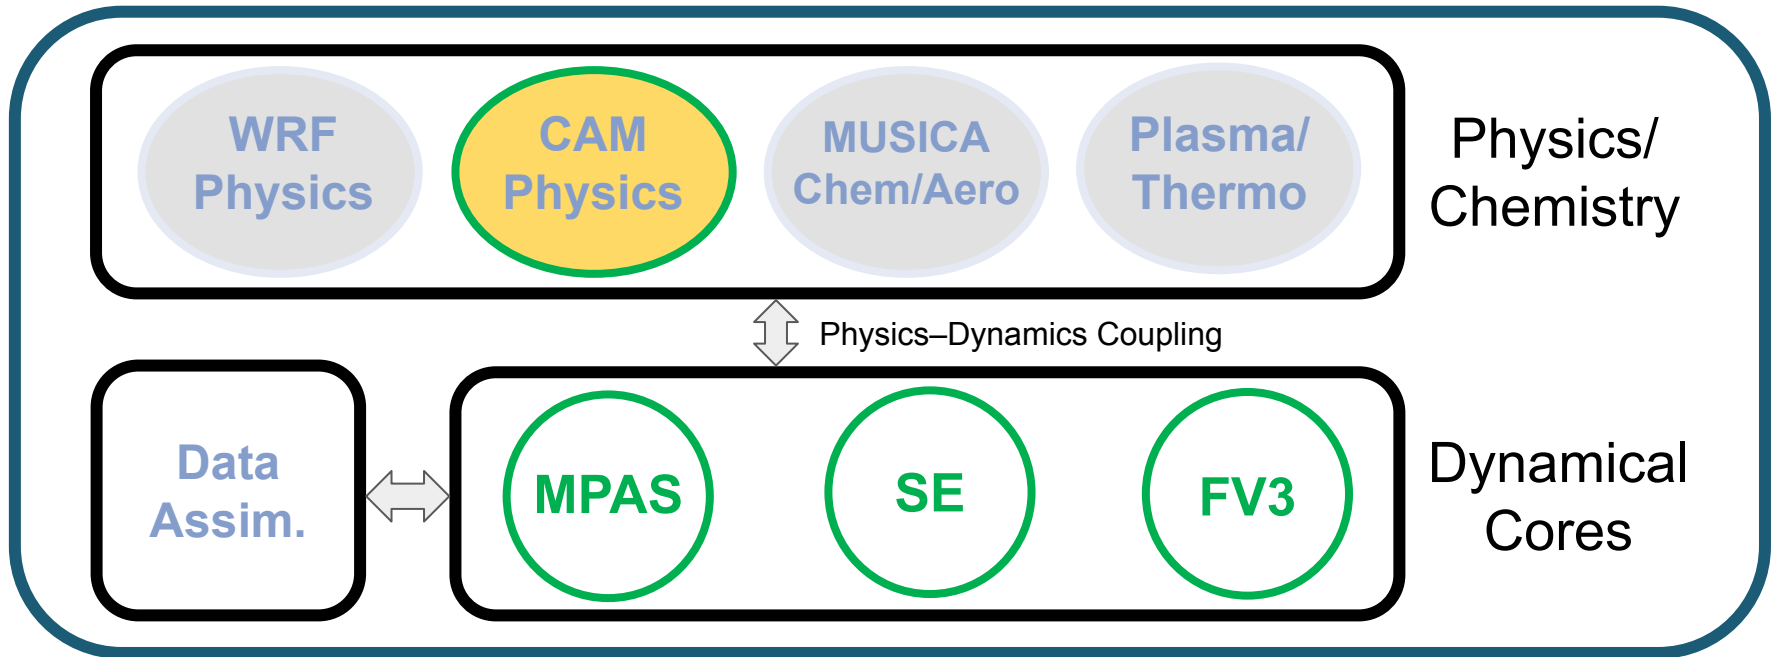 WRF
Physics
CAM
Physics
MUSICA
Chem/Aero
Plasma/
Thermo
Physics/
Chemistry
Physics–Dynamics Coupling
Data
Assim.
MPAS
SE
FV3
Dynamical
Cores